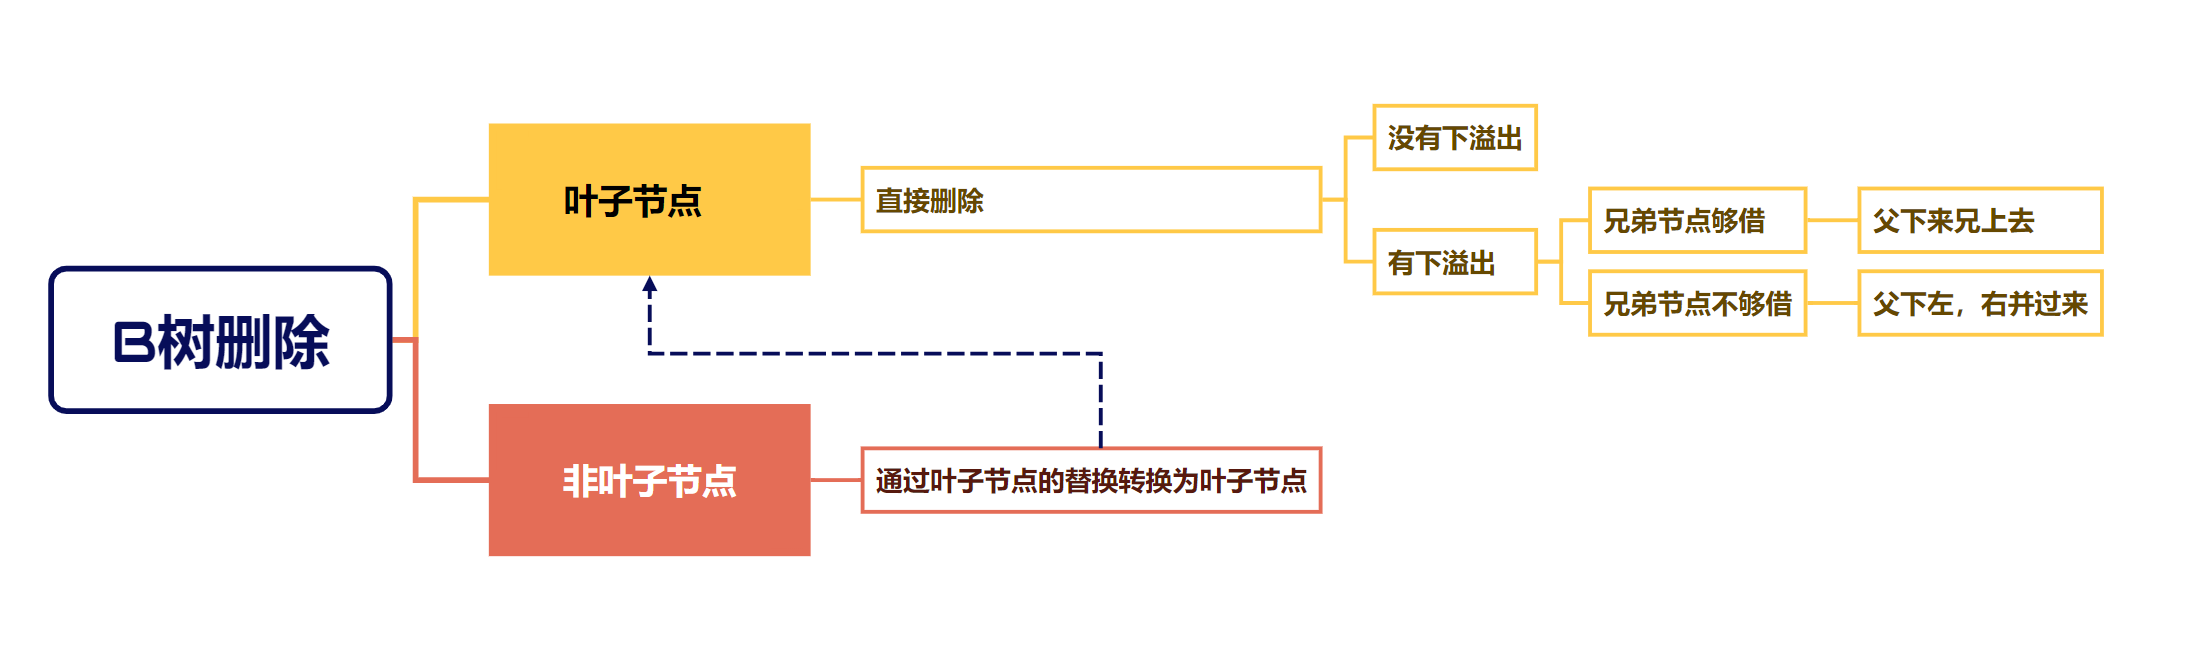 B树删除
叶子节点
直接删除
没有下溢出
有下溢出
兄弟节点够借
父下来兄上去
兄弟节点不够借
父下左，右并过来
非叶子节点
通过叶子节点的替换转换为叶子节点